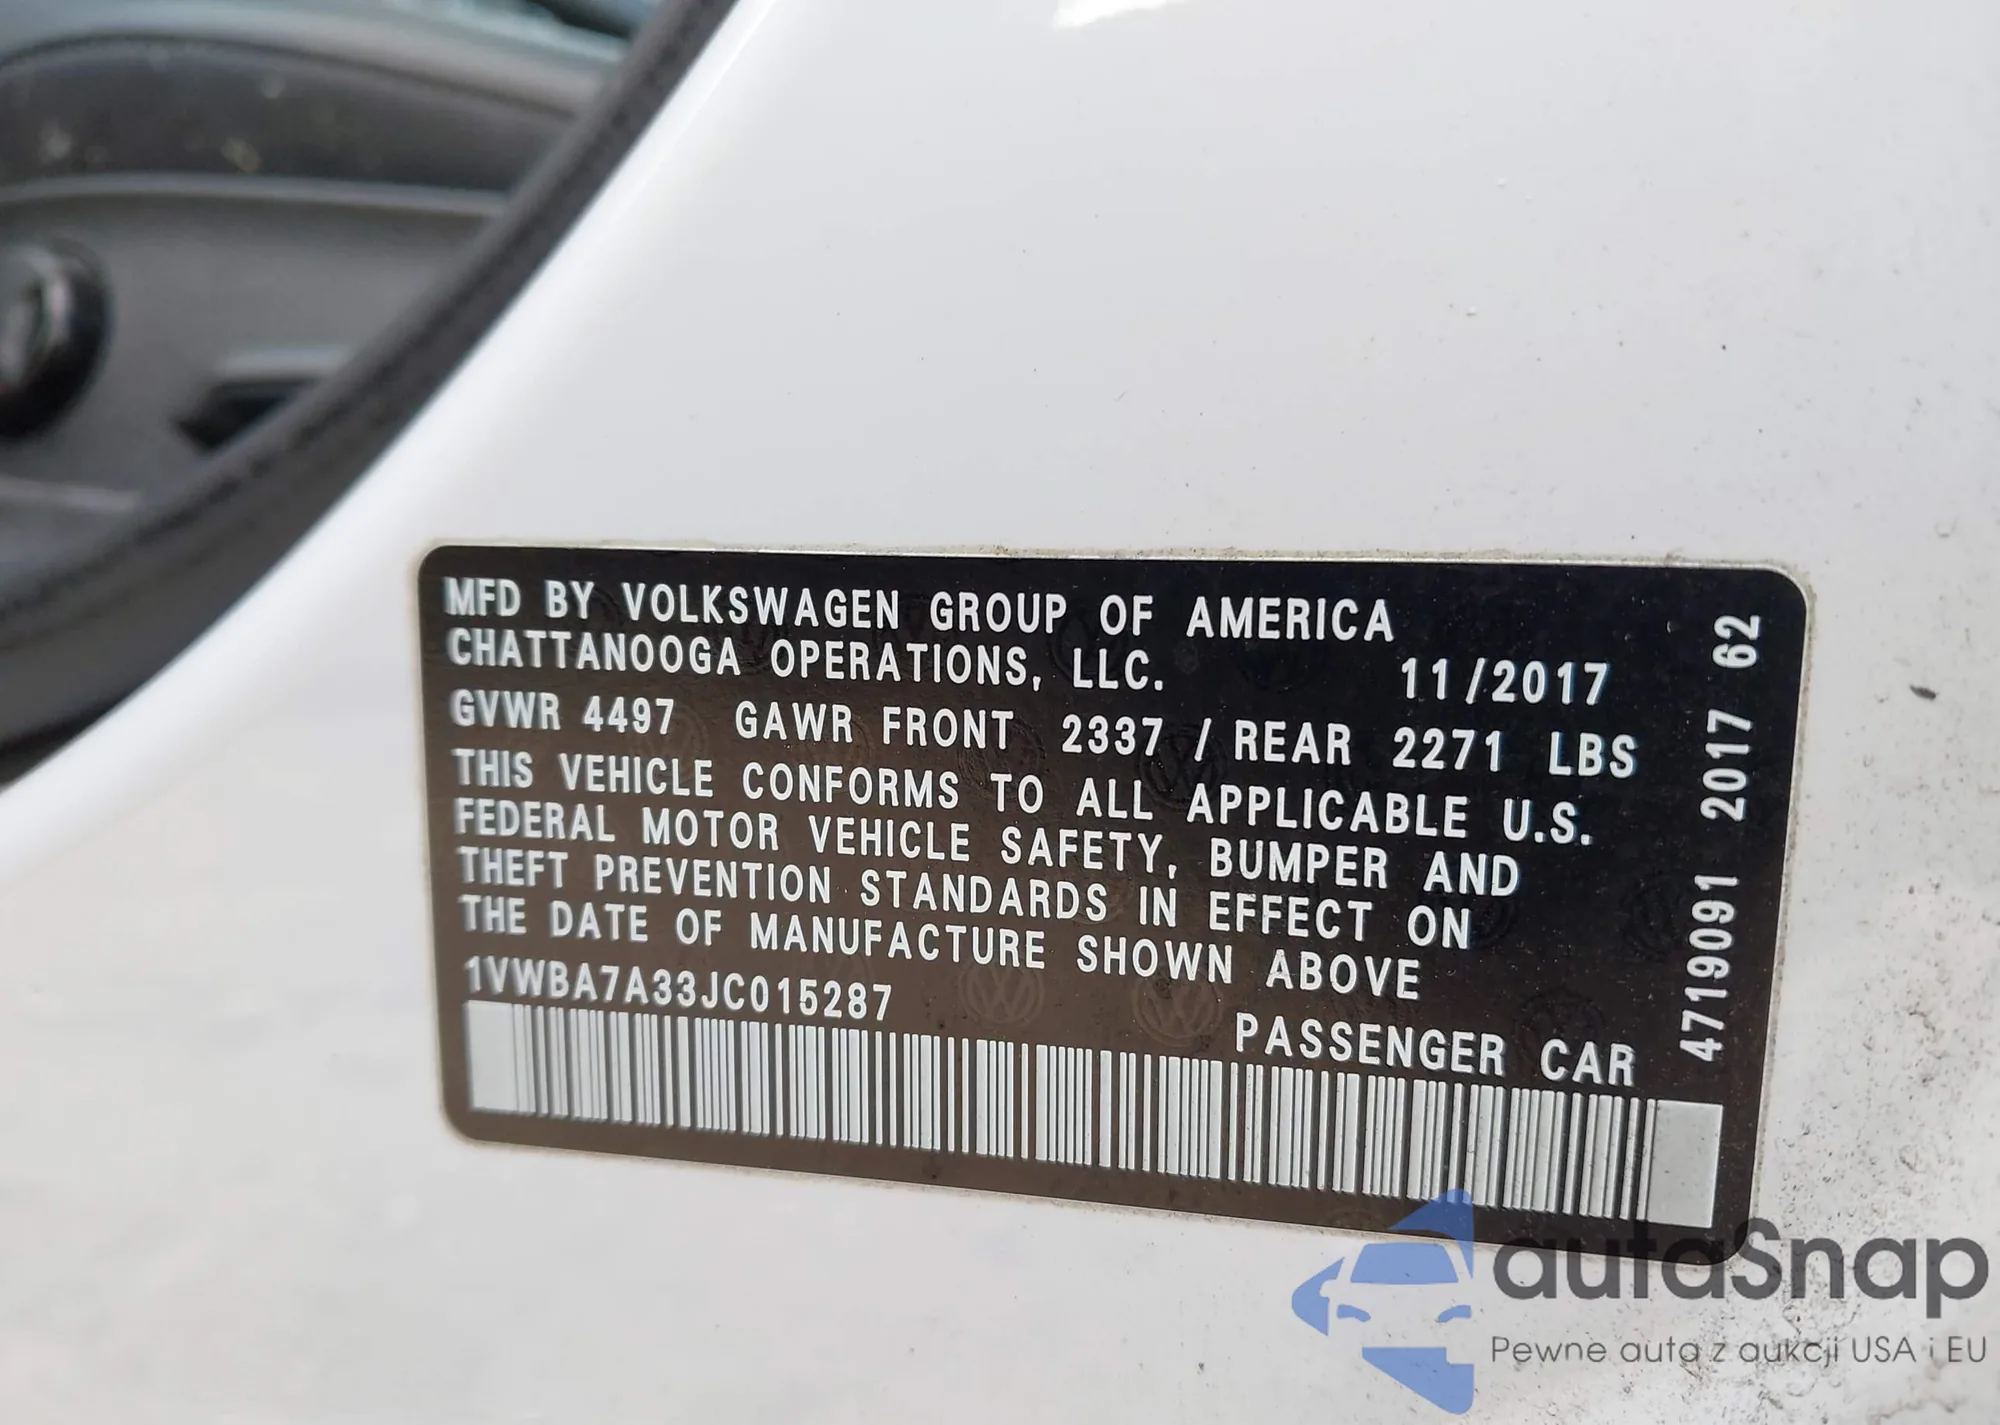 MFD BY VOLKSWAGEN GROUP OF AMERICA
CHATTANOOGA OPERATIONS, LLC. 11/2017
GVWR 4497 GAWR FRONT 2337 / REAR 2271 LBS
THIS VEHICLE CONFORMS TO ALL APPLICABLE U.S.
FEDERAL MOTOR VEHICLE SAFETY, BUMPER AND
THEFT PREVENTION STANDARDS IN EFFECT ON
THE DATE OF MANUFACTURE SHOWN ABOVE
1VWBA7A33JC015287
PASSENGER CAR
4719091 2017 62
autaSnap
Pewne auta z aukcji USA i EU